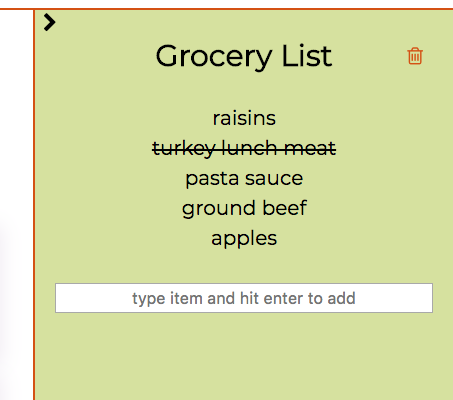 Grocery List
raisins
turkey lunch meat
pasta sauce
ground beef
apples
type item and hit enter to add